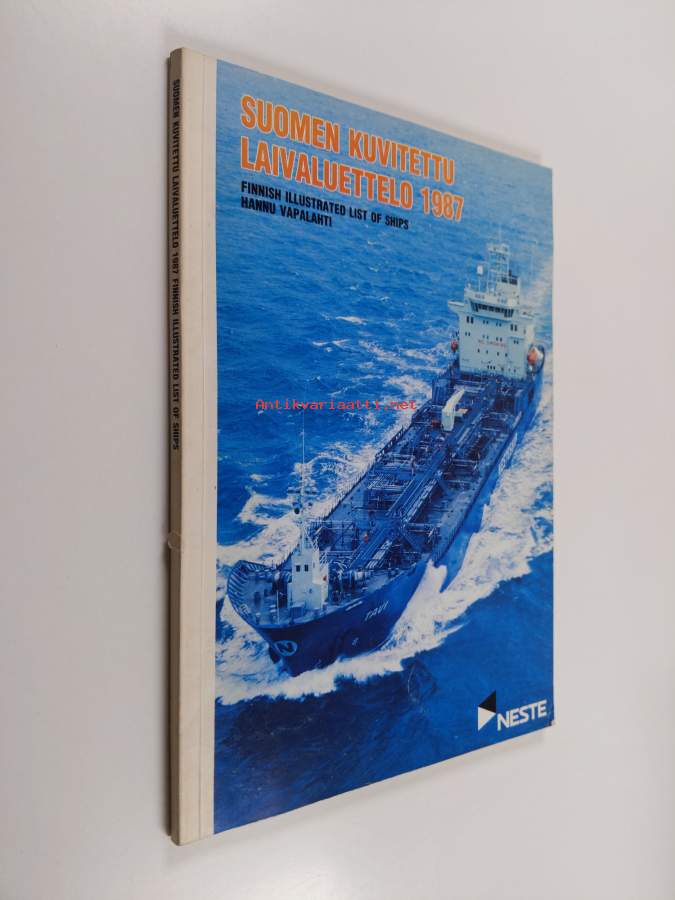 SUOMEN KUVITETTU LAIVALUETTELO 1987 FINNISH ILLUSTRATED LIST OF SHIPS
SUOMEN KUVITETTU
LAIVALUETTELO 1987
FINNISH ILLUSTRATED LIST OF SHIPS
HANNU VAPALAHTI
Antikvariaatti.net
TAVI
NESTE